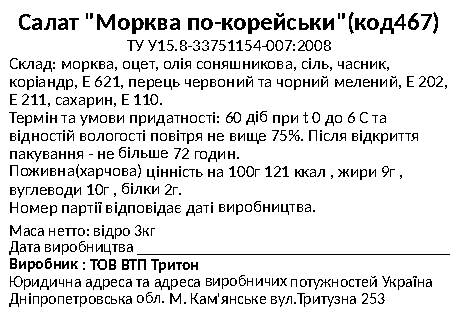 Салат "Морква по-корейськи"(код467)
ТУ У15.8-33751154-007:2008
Склад: морква, оцет, олія соняшникова, сіль, часник,
коріандр, Е 621, перець червоний та чорний мелений, Е 202,
Е 211, сахарин, Е 110.
Термін та умови придатності: 60 діб при t 0 до 6 С та
відностій вологості повітря не вище 75%. Після відкриття
пакування - не більше 72 годин.
Поживна(харчова) цінність на 100г 121 ккал , жири 9г ,
вуглеводи 10г , білки 2г.
Номер партії відповідає даті виробництва.
Маса нетто: відро 3кг
Дата виробництва
Виробник : ТОВ ВТП Тритон
Юридична адреса та адреса виробничих потужностей Україна
Дніпропетровська обл. М. Кам'янське вул.Тритузна 253